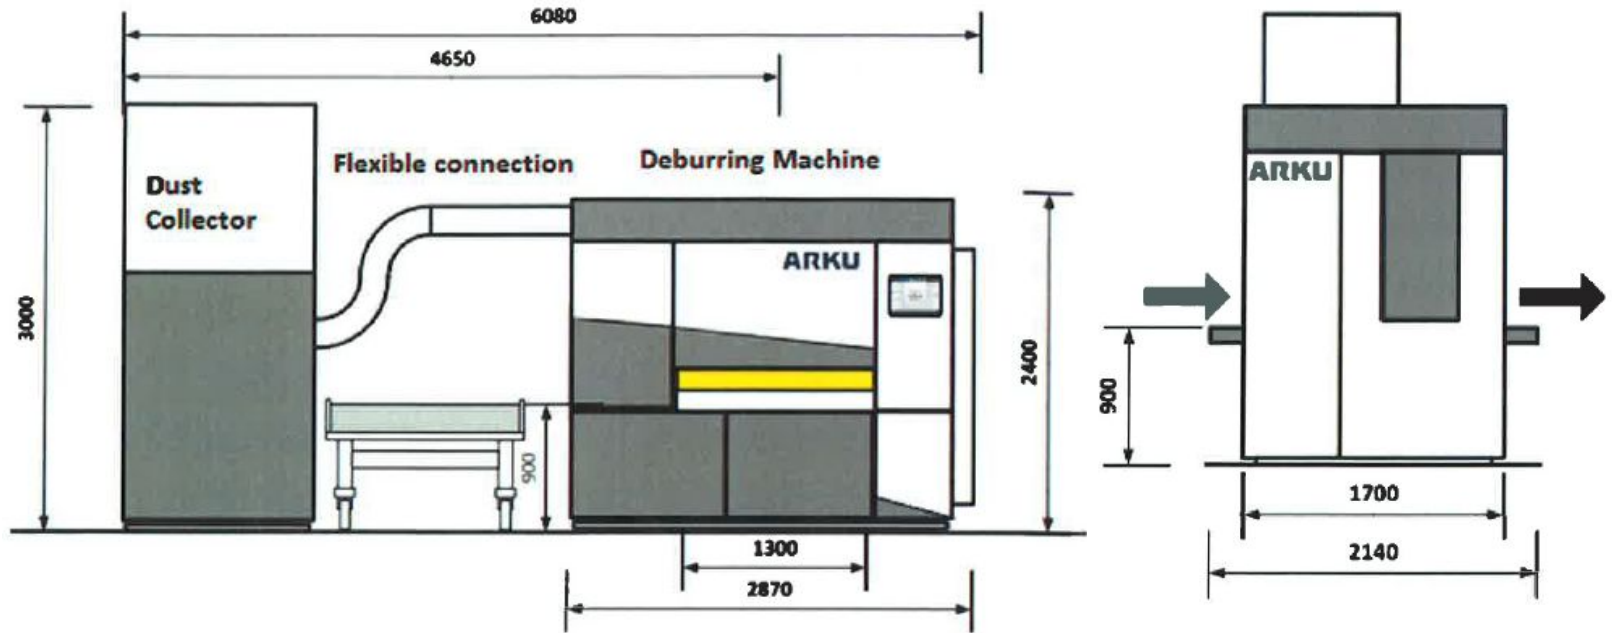 6080
4650
Flexible connection
Deburring Machine
Dust
Collector
ARKU
3000
2400
900
1300
2870
ARKU
900
1700
2140